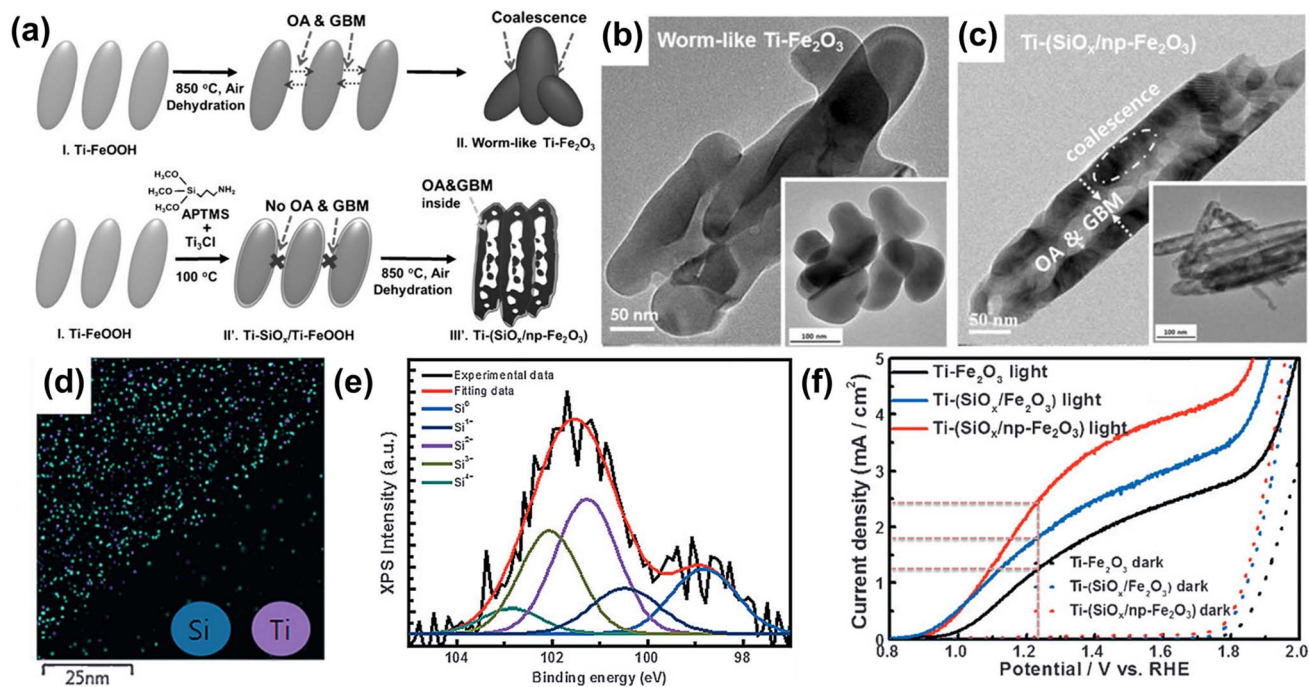 (a)
OA & GBM
Coalescence
850 °C, Air
Dehydration
I. Ti-FeOOH
II. Worm-like Ti-Fe₂O₃
H₃CO
H₃CO
H₃CO
Si
NH₂
APTMS
+
Ti₃Cl
100 °C
No OA & GBM
850 °C, Air
Dehydration
OA&GBM
inside
I. Ti-FeOOH
II'. Ti-SiOₓ/Ti-FeOOH
III'. Ti-(SiOₓ/np-Fe₂O₃)
(b)
Worm-like Ti-Fe₂O₃
50 nm
100 nm
(c)
Ti-(SiOₓ/np-Fe₂O₃)
coalescence
OA & GBM
50 nm
100 nm
(d)
Si
Ti
25nm
(e)
Experimental data
Fitting data
Si⁰
Si¹⁺
Si²⁺
Si³⁺
Si⁴⁺
XPS Intensity (a.u.)
104 102 100 98
Binding energy (eV)
(f)
Ti-Fe₂O₃ light
Ti-(SiOₓ/Fe₂O₃) light
Ti-(SiOₓ/np-Fe₂O₃) light
Ti-Fe₂O₃ dark
Ti-(SiOₓ/Fe₂O₃) dark
Ti-(SiOₓ/np-Fe₂O₃) dark
Current density (mA / cm²)
5
4
3
2
1
0
0.8 1.0 1.2 1.4 1.6 1.8 2.0
Potential / V vs. RHE